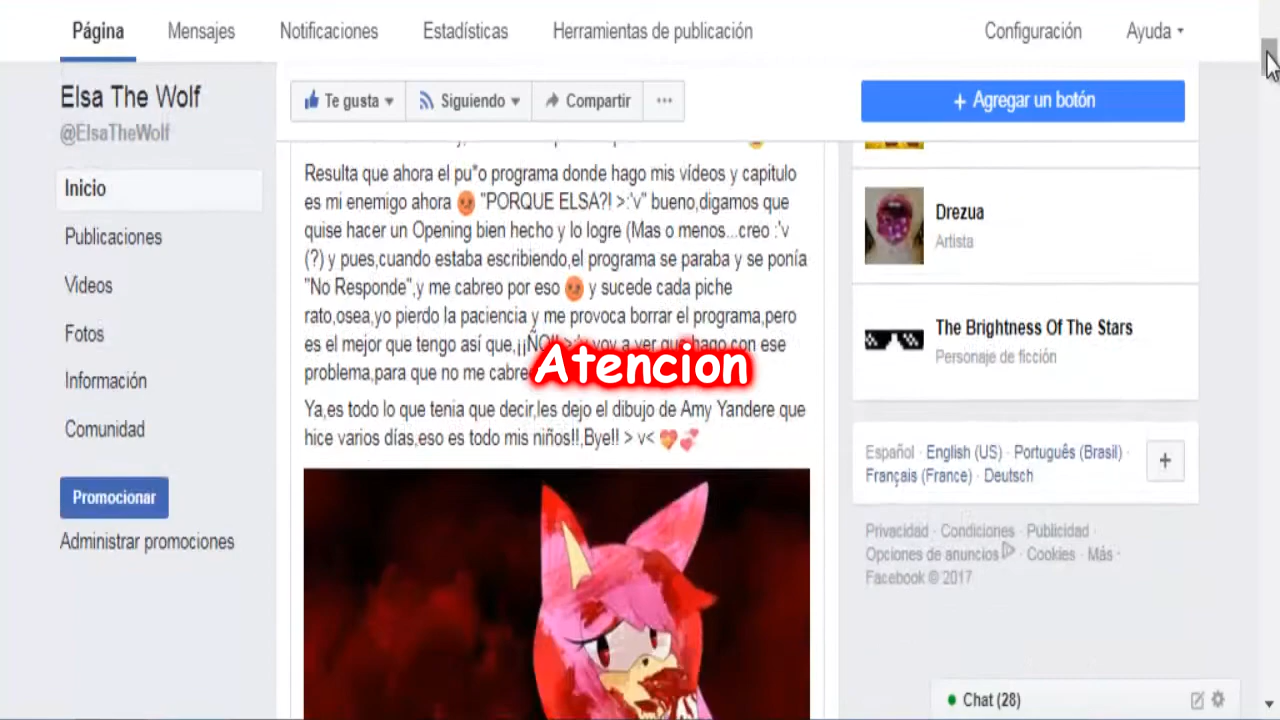 Página Mensajes Notificaciones Estadísticas Herramientas de publicación Configuración Ayuda
Elsa The Wolf
@ElsaTheWolf
Inicio
Publicaciones
Videos
Fotos
Información
Comunidad
Promocionar
Administrar promociones
Te gusta Siguiendo Compartir ...
+ Agregar un botón
Resulta que ahora el pu*o programa donde hago mis vídeos y capitulo
es mi enemigo ahora 😡 "PORQUE ELSA?! >:'v" bueno,digamos que
quise hacer un Opening bien hecho y lo logre (Mas o menos...creo :'v
(?) y pues,cuando estaba escribiendo,el programa se paraba y se ponía
"No Responde",y me cabreo por eso 😡 y sucede cada piche
rato,osea,yo pierdo la paciencia y me provoca borrar el programa,pero
es el mejor que tengo así que,¡¡ÑO!! voy a ver que hago con ese
problema,para que no me cabre
Atencion
Ya,es todo lo que tenia que decir,les dejo el dibujo de Amy Yandere que
hice varios días,eso es todo mis niños!!,Bye!! > v< 💝💕
Drezua
Artista
The Brightness Of The Stars
Personaje de ficción
Español · English (US) · Português (Brasil) ·
Français (France) · Deutsch
+
Privacidad · Condiciones · Publicidad ·
Opciones de anuncios · Cookies · Más ·
Facebook © 2017
Chat (28)